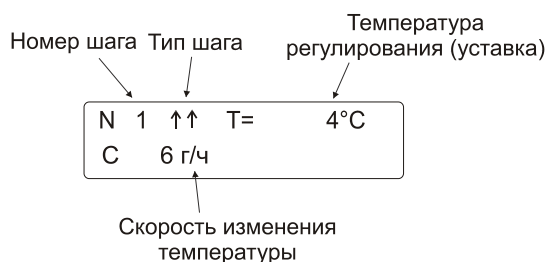 Температура
Номер шага Тип шага регулирования (уставка)
N 1 ↑↑ T= 4°C
C 6 г/ч
Скорость изменения
температуры